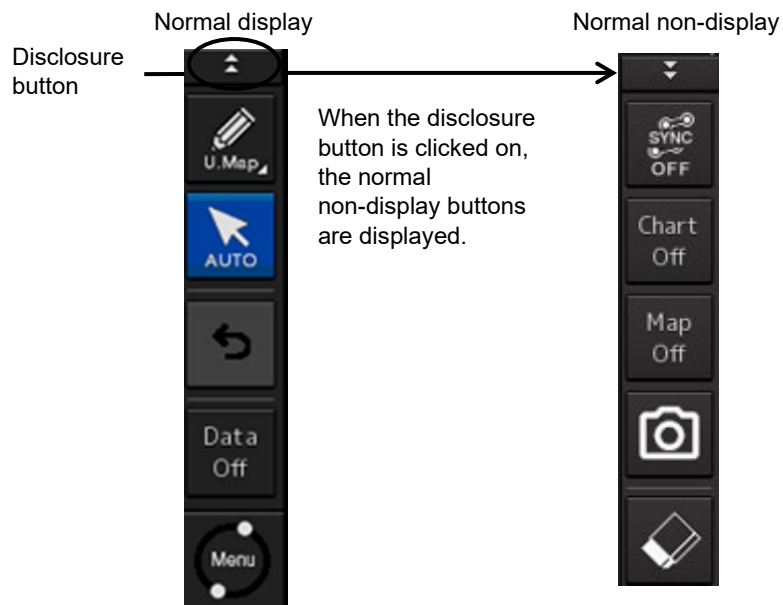 Normal display
Normal non-display
Disclosure
button
When the disclosure
button is clicked on,
the normal
non-display buttons
are displayed.
U.Map
AUTO
Data
Off
Menu
SYNC
OFF
Chart
Off
Map
Off